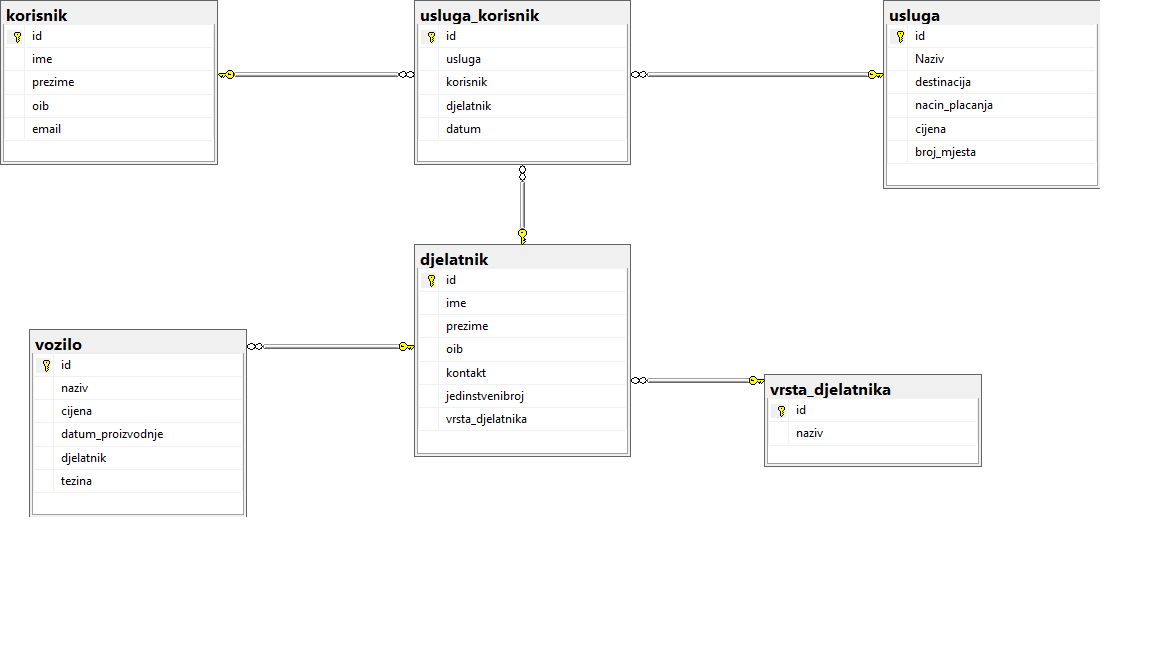 korisnik
id
ime
prezime
oib
email
usluga_korisnik
id
usluga
korisnik
djelatnik
datum
usluga
id
Naziv
destinacija
nacin_placanja
cijena
broj_mjesta
djelatnik
id
ime
prezime
oib
kontakt
jedinstvenibroj
vrsta_djelatnika
vozilo
id
naziv
cijena
datum_proizvodnje
djelatnik
tezina
vrsta_djelatnika
id
naziv